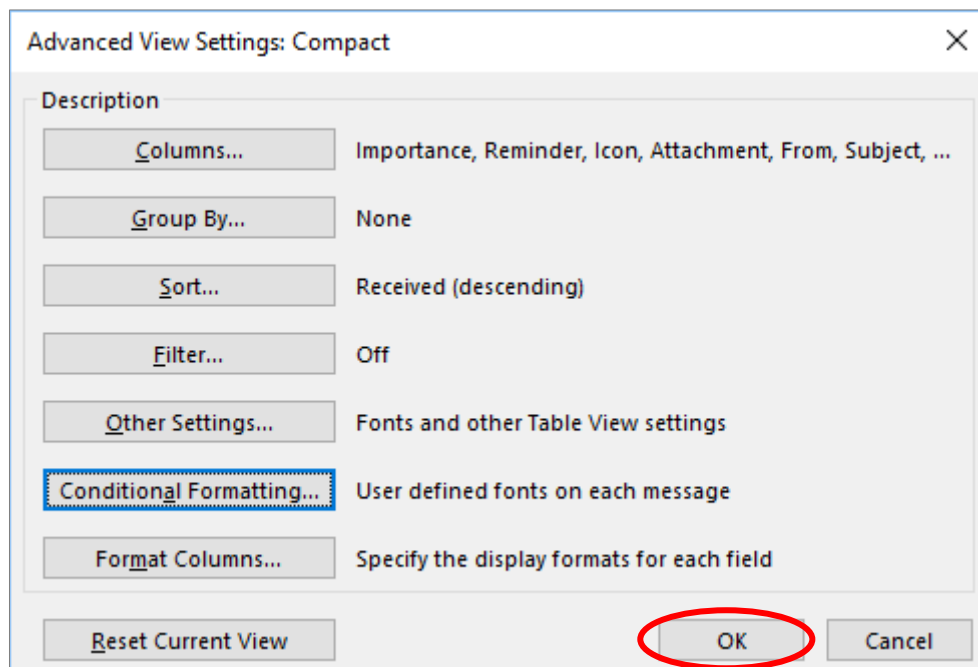 Advanced View Settings: Compact
Description
Columns... Importance, Reminder, Icon, Attachment, From, Subject, ...
Group By... None
Sort... Received (descending)
Filter... Off
Other Settings... Fonts and other Table View settings
Conditional Formatting... User defined fonts on each message
Format Columns... Specify the display formats for each field
Reset Current View OK Cancel